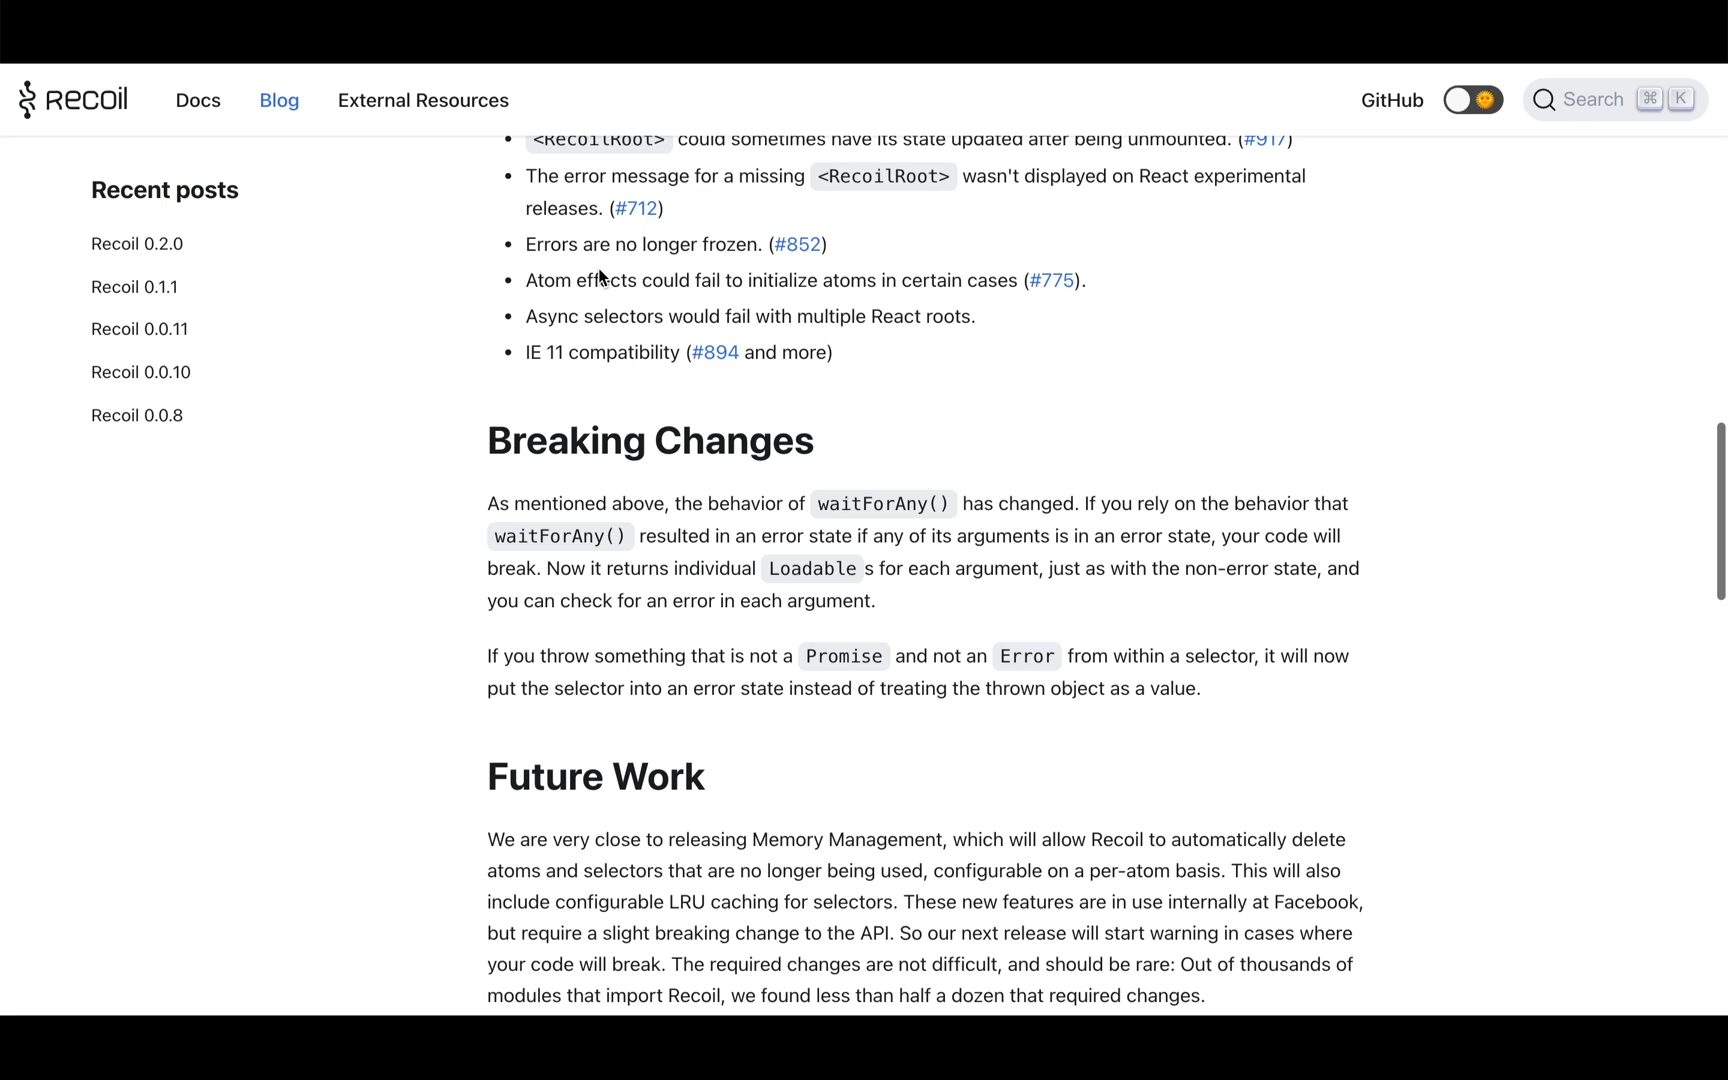 RECOIL
Docs
Blog
External Resources
GitHub
Search
⌘
K
Recent posts
Recoil 0.2.0
Recoil 0.1.1
Recoil 0.0.11
Recoil 0.0.10
Recoil 0.0.8
<RecoilRoot> could sometimes have its state updated after being unmounted. (#917)
The error message for a missing <RecoilRoot> wasn't displayed on React experimental
releases. (#712)
Errors are no longer frozen. (#852)
Atom effects could fail to initialize atoms in certain cases (#775).
Async selectors would fail with multiple React roots.
IE 11 compatibility (#894 and more)
Breaking Changes
As mentioned above, the behavior of waitForAny() has changed. If you rely on the behavior that
waitForAny() resulted in an error state if any of its arguments is in an error state, your code will
break. Now it returns individual Loadable s for each argument, just as with the non-error state, and
you can check for an error in each argument.
If you throw something that is not a Promise and not an Error from within a selector, it will now
put the selector into an error state instead of treating the thrown object as a value.
Future Work
We are very close to releasing Memory Management, which will allow Recoil to automatically delete
atoms and selectors that are no longer being used, configurable on a per-atom basis. This will also
include configurable LRU caching for selectors. These new features are in use internally at Facebook,
but require a slight breaking change to the API. So our next release will start warning in cases where
your code will break. The required changes are not difficult, and should be rare: Out of thousands of
modules that import Recoil, we found less than half a dozen that required changes.